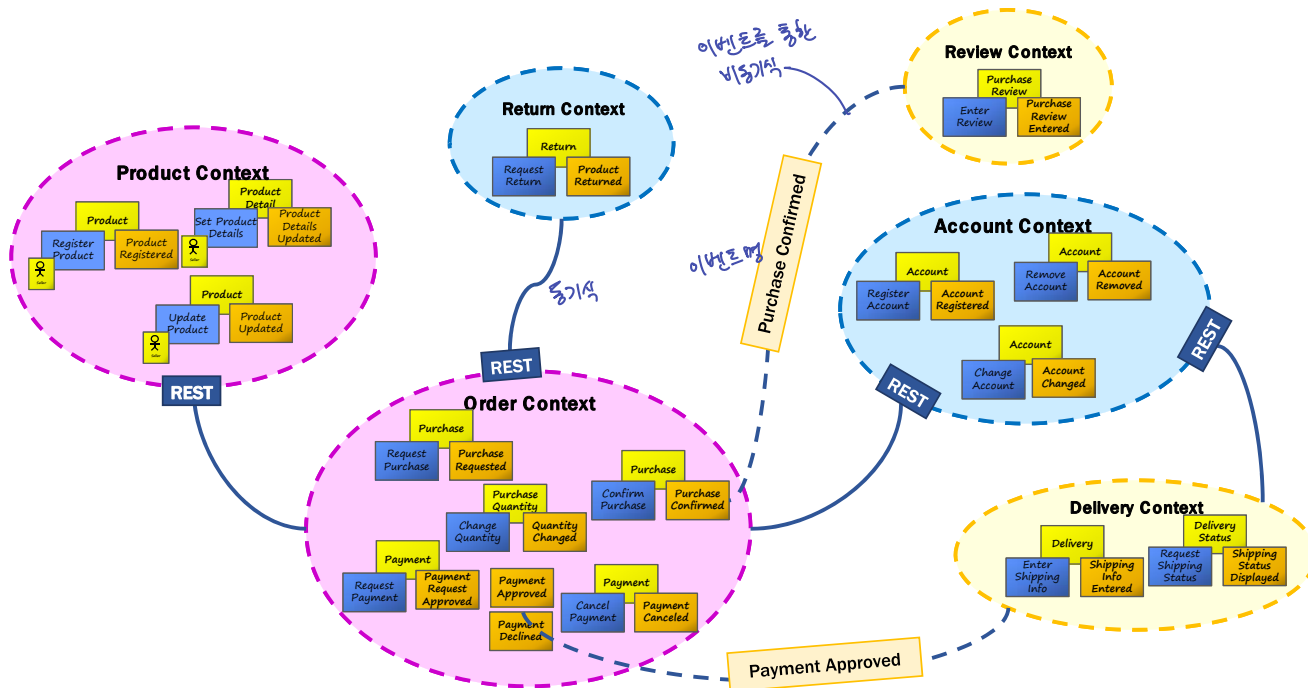 이벤트를 통한
비동기식
Review Context
Purchase
Review
Enter
Review
Purchase
Review
Entered
Return Context
Return
Request
Return
Product
Returned
Product Context
Product
Register
Product
Product
Registered
Seller
Product
Detail
Set Product
Details
Product
Details
Updated
Seller
Product
Update
Product
Product
Updated
Seller
REST
동기식
REST
이벤트명
Purchase Confirmed
Account Context
Account
Register
Account
Account
Registered
Account
Remove
Account
Account
Removed
Account
Change
Account
Account
Changed
REST
REST
Order Context
Purchase
Request
Purchase
Purchase
Requested
Purchase
Confirm
Purchase
Purchase
Confirmed
Purchase
Quantity
Change
Quantity
Quantity
Changed
Payment
Request
Payment
Payment
Request
Approved
Payment
Approved
Payment
Declined
Payment
Cancel
Payment
Payment
Canceled
Delivery Context
Delivery
Enter
Shipping
Info
Shipping
Info
Entered
Delivery
Status
Request
Shipping
Status
Shipping
Status
Displayed
Payment Approved